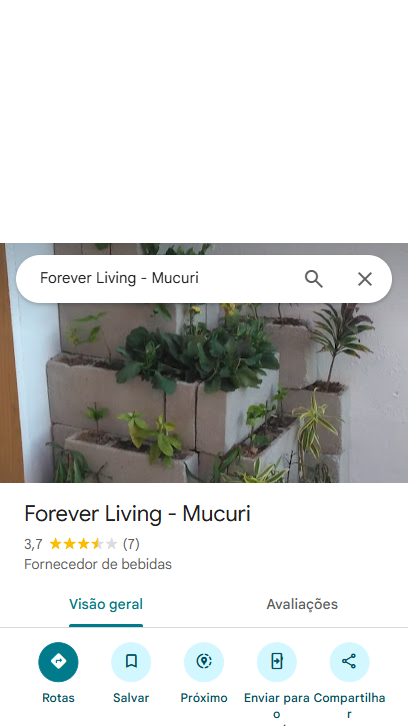 Forever Living - Mucuri
Forever Living - Mucuri
3,7 (7)
Fornecedor de bebidas
Visão geral Avaliações
Rotas Salvar Próximo Enviar para o Compartilhar